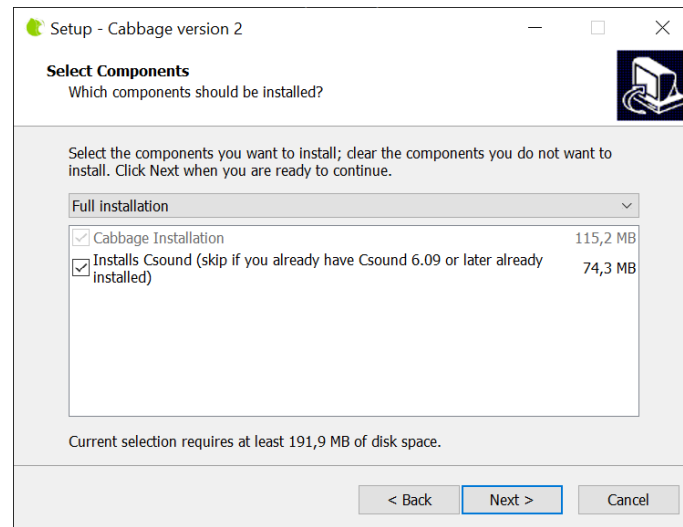 Setup - Cabbage version 2
Select Components
Which components should be installed?
Select the components you want to install; clear the components you do not want to
install. Click Next when you are ready to continue.
Full installation
Cabbage Installation 115,2 MB
Installs Csound (skip if you already have Csound 6.09 or later already
installed) 74,3 MB
Current selection requires at least 191,9 MB of disk space.
< Back Next > Cancel